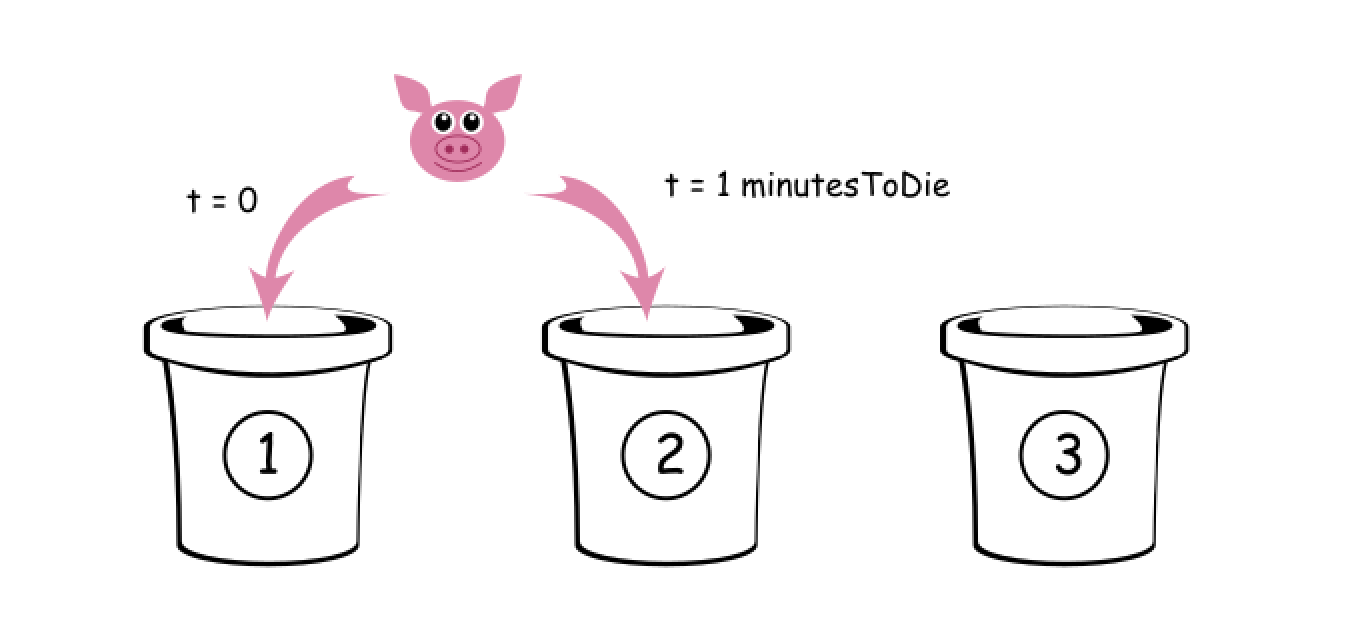 t = 0
t = 1 minutesToDie
1
2
3